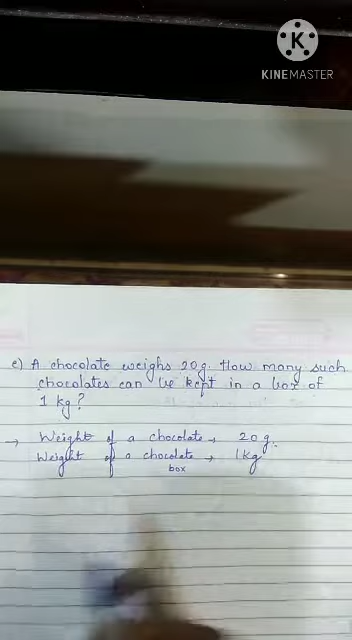 K
KINEMASTER
e) A chocolate weighs 20g. How many such
chocolates can be kept in a box of
1 kg?
→ Weight of a chocolate → 20 g.
Weight of a chocolate → 1kg
box